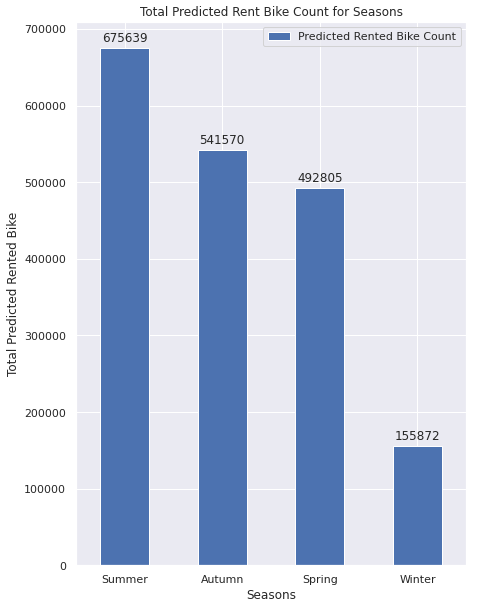 Total Predicted Rent Bike Count for Seasons
Predicted Rented Bike Count
675639
541570
492805
155872
700000
600000
500000
400000
300000
200000
100000
0
Total Predicted Rented Bike
Summer Autumn Spring Winter
Seasons